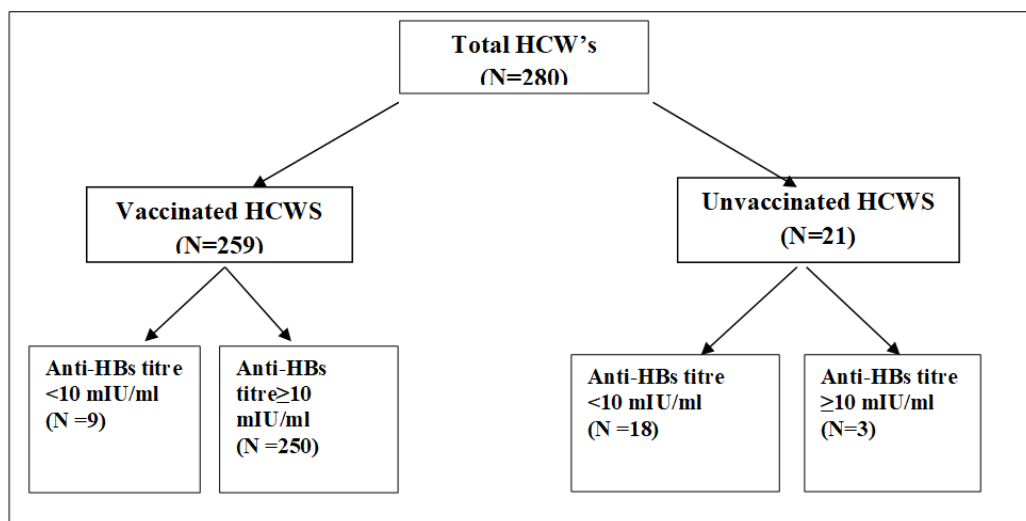 Total HCW's
(N=280)
Vaccinated HCWS
(N=259)
Unvaccinated HCWS
(N=21)
Anti-HBs titre
<10 mIU/ml
(N =9)
Anti-HBs
titre≥10
mIU/ml
(N =250)
Anti-HBs titre
<10 mIU/ml
(N =18)
Anti-HBs titre
≥10 mIU/ml
(N=3)